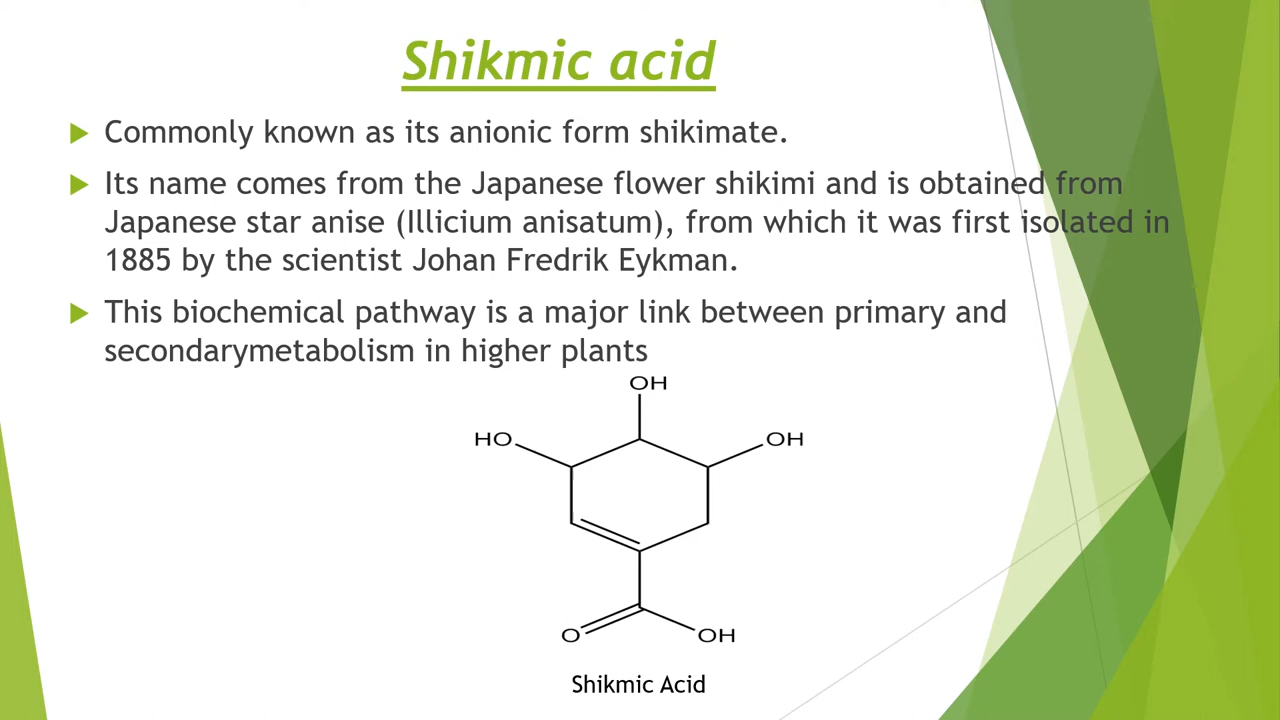 Shikmic acid
Commonly known as its anionic form shikimate.
Its name comes from the Japanese flower shikimi and is obtained from
Japanese star anise (Illicium anisatum), from which it was first isolated in
1885 by the scientist Johan Fredrik Eykman.
This biochemical pathway is a major link between primary and
secondarymetabolism in higher plants
OH
HO OH
O OH
Shikmic Acid